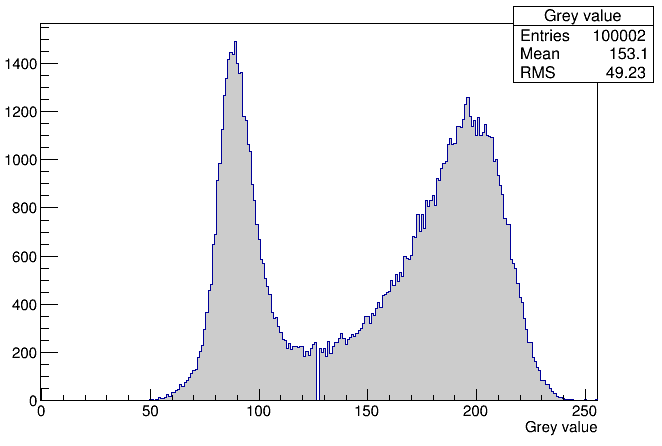 Grey value
Entries 100002
Mean 153.1
RMS 49.23
1400
1200
1000
800
600
400
200
0
0 50 100 150 200 250
Grey value